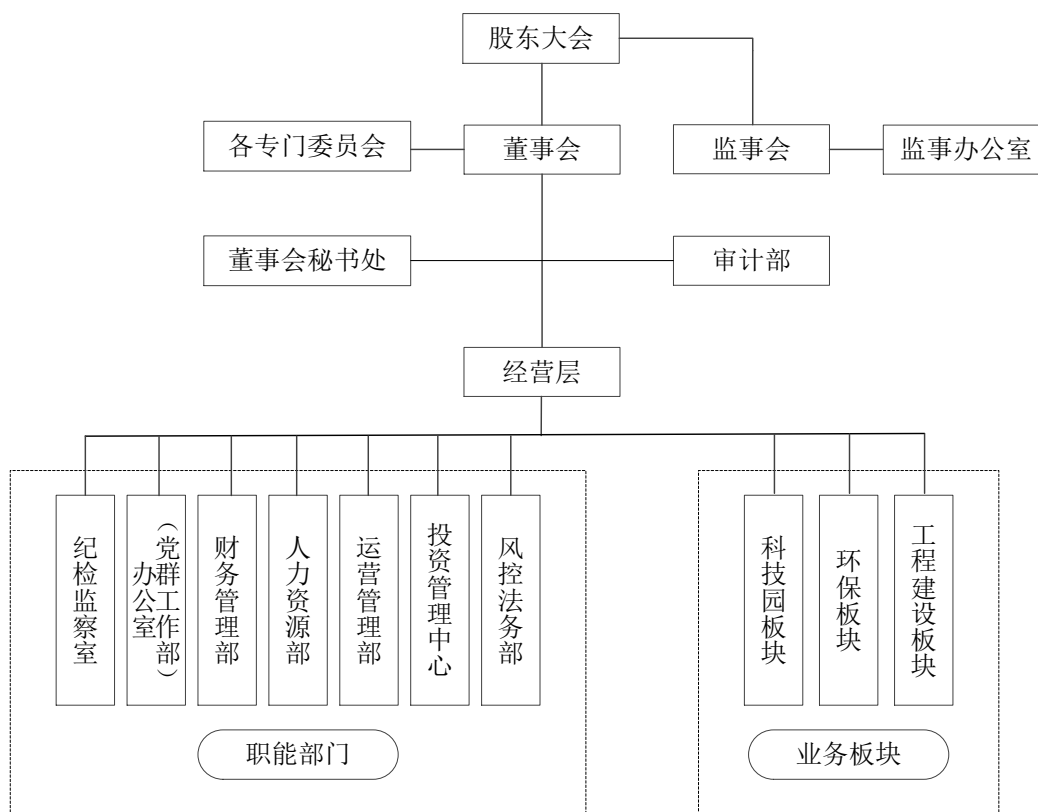 股东大会
各专门委员会
董事会
监事会
监事办公室
董事会秘书处
审计部
经营层
纪检监察室
办公室
（党群工作部）
财务管理部
人力资源部
运营管理部
投资管理中心
风控法务部
科技园板块
环保板块
工程建设板块
职能部门
业务板块